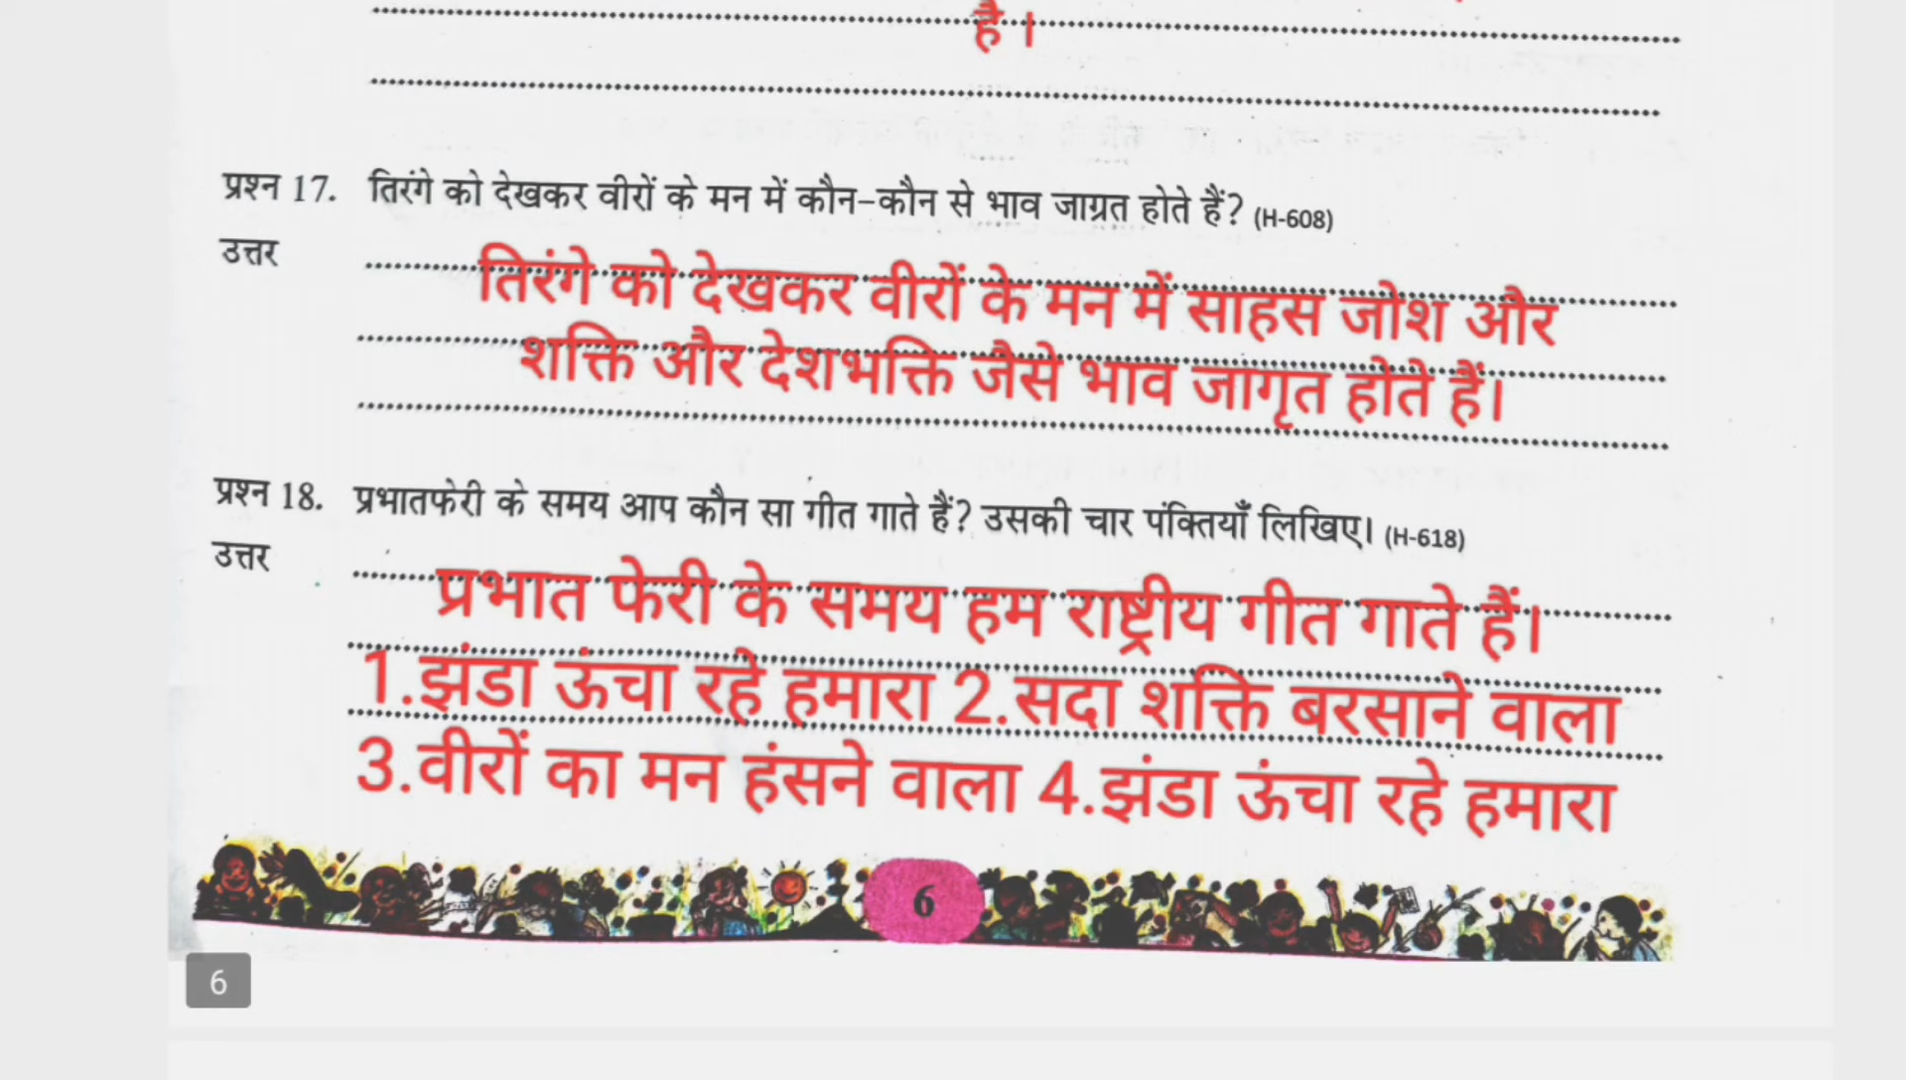 है।
प्रश्न 17. तिरंगे को देखकर वीरों के मन में कौन-कौन से भाव जाग्रत होते हैं? (H-608)
उत्तर
तिरंगे को देखकर वीरों के मन में साहस जोश और
शक्ति और देशभक्ति जैसे भाव जागृत होते हैं।
प्रश्न 18. प्रभातफेरी के समय आप कौन सा गीत गाते हैं? उसकी चार पंक्तियाँ लिखिए। (H-618)
उत्तर
प्रभात फेरी के समय हम राष्ट्रीय गीत गाते हैं।
1.झंडा ऊंचा रहे हमारा 2.सदा शक्ति बरसाने वाला
3.वीरों का मन हंसने वाला 4.झंडा ऊंचा रहे हमारा
6
6